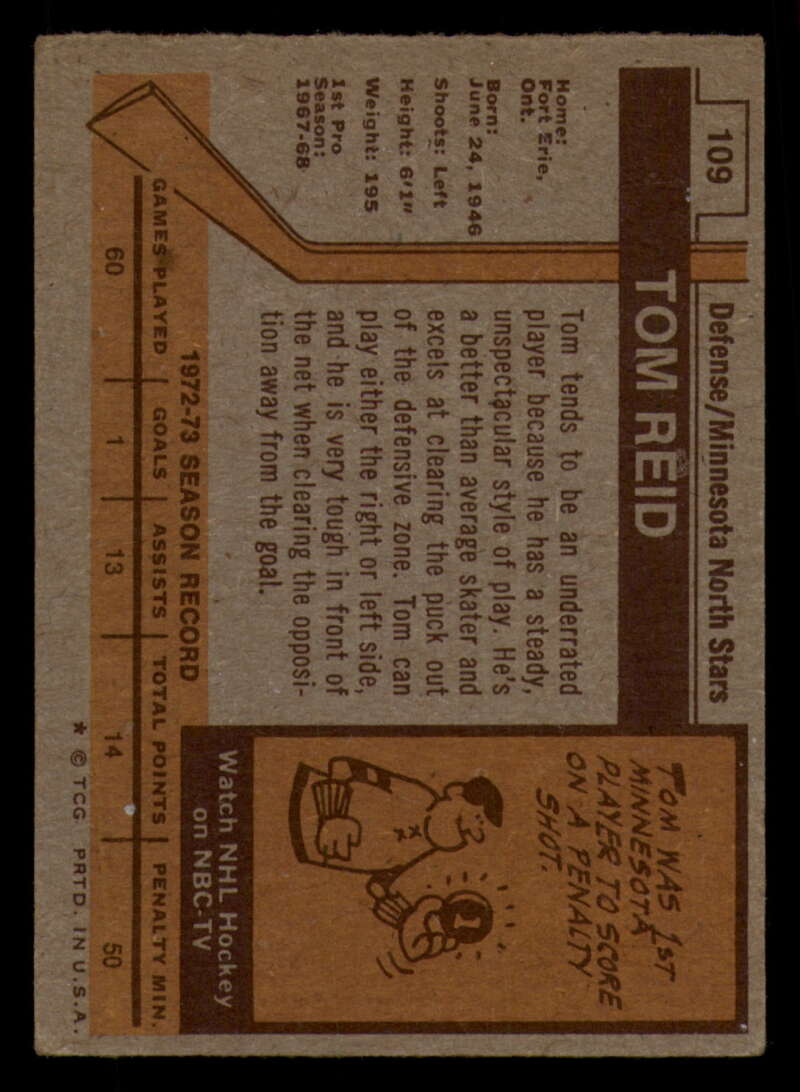 109
Defense/Minnesota North Stars
TOM REID
Home:
Fort Erie,
Ont.
Born:
June 24, 1946
Shoots: Left
Height: 6'1"
Weight: 195
1st Pro
Season:
1967-68
Tom tends to be an underrated
player because he has a steady,
unspectacular style of play. He's
a better than average skater and
excels at clearing the puck out
of the defensive zone. Tom can
play either the right or left side,
and he is very tough in front of
the net when clearing the opposi-
tion away from the goal.
TOM WAS 1ST
MINNESOTA
PLAYER TO SCORE
ON A PENALTY
SHOT.
1
Watch NHL Hockey
on NBC-TV
1972-73 SEASON RECORD
GAMES PLAYED GOALS ASSISTS TOTAL POINTS PENALTY MIN.
60 1 13 14 50
* © TCG PRTD. IN U.S.A.